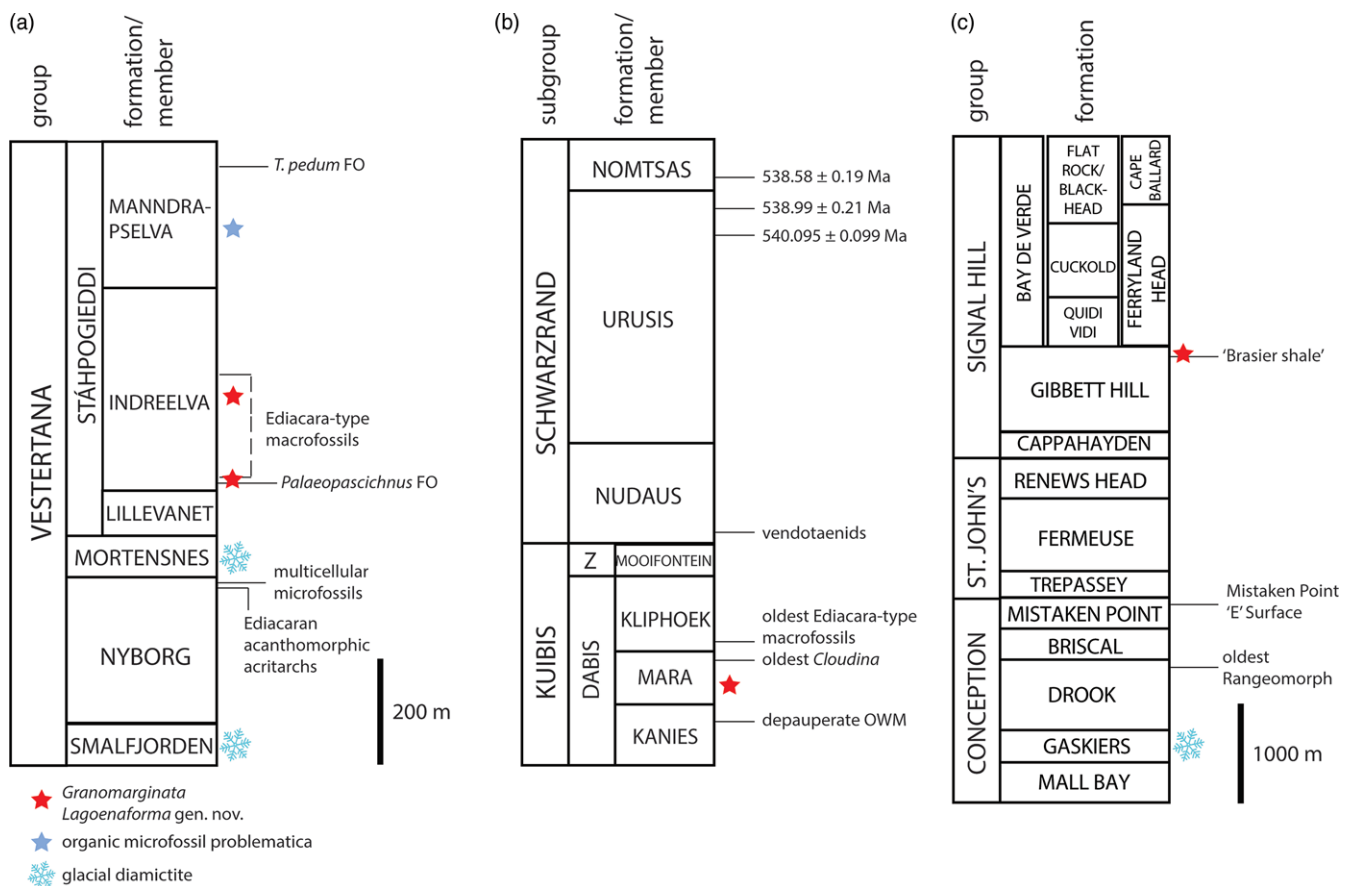 (a)
group
formation/
member
VESTERTANA
STÁHPOGIEDDI
MANNDRA-
PSELVA
INDREELVA
LILLEVANET
MORTENSNES
NYBORG
SMALFJORDEN
T. pedum FO
Ediacara-type
macrofossils
Palaeopascichnus FO
multicellular
microfossils
Ediacaran
acanthomorphic
acritarchs
200 m
Granomarginata
Lagoenaforma gen. nov.
organic microfossil problematica
glacial diamictite
(b)
subgroup
formation/
member
SCHWARZRAND
KUIBIS
NOMTSAS
URUSIS
NUDAUS
Z
MOOIFONTEIN
DABIS
KLIPHOEK
MARA
KANIES
538.58 ± 0.19 Ma
538.99 ± 0.21 Ma
540.095 ± 0.099 Ma
vendotaenids
oldest Ediacara-type
macrofossils
oldest Cloudina
depauperate OWM
(c)
group
formation
SIGNAL HILL
ST. JOHN'S
CONCEPTION
BAY DE VERDE
FLAT
ROCK/
BLACK-
HEAD
CUCKOLD
QUIDI
VIDI
CAPE
BALLARD
FERRYLAND
HEAD
GIBBETT HILL
CAPPAHAYDEN
RENEWS HEAD
FERMEUSE
TREPASSEY
MISTAKEN POINT
BRISCAL
DROOK
GASKIERS
MALL BAY
'Brasier shale'
Mistaken Point
'E' Surface
oldest
Rangeomorph
1000 m